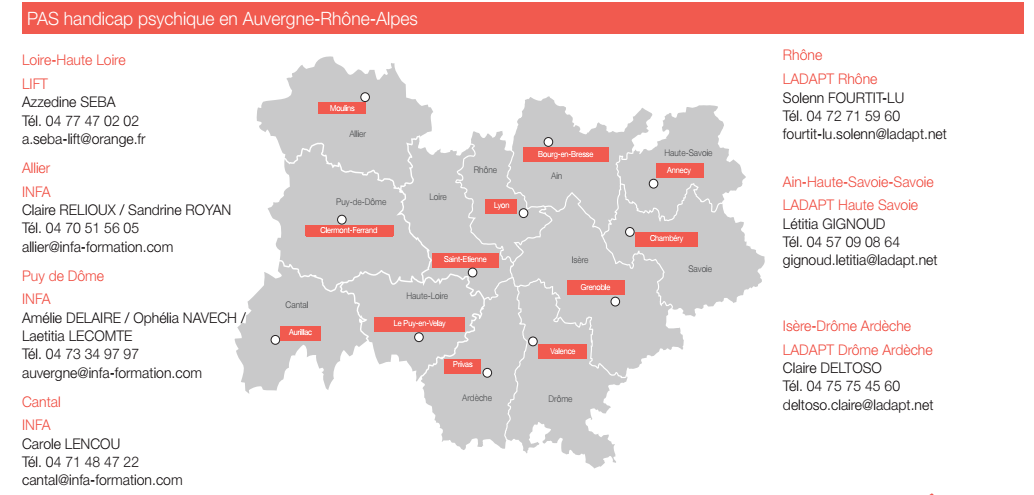 PAS handicap psychique en Auvergne-Rhône-Alpes
Loire-Haute Loire
LIFT
Azzedine SEBA
Tél. 04 77 47 02 02
a.seba-lift@orange.fr
Allier
INFA
Claire RELIOUX / Sandrine ROYAN
Tél. 04 70 51 56 05
allier@infa-formation.com
Puy de Dôme
INFA
Amélie DELAIRE / Ophélia NAVECH /
Laetitia LECOMTE
Tél. 04 73 34 97 97
auvergne@infa-formation.com
Cantal
INFA
Carole LENCOU
Tél. 04 71 48 47 22
cantal@infa-formation.com
Moulins
Allier
Bourg-en-Bresse
Ain
Haute-Savoie
Annecy
Rhône
Loire
Puy-de-Dôme
Lyon
Clermont-Ferrand
Chambéry
Saint-Etienne
Isère
Savoie
Grenoble
Haute-Loire
Cantal
Le Puy-en-Velay
Aurillac
Valence
Privas
Ardèche
Drôme
Rhône
LADAPT Rhône
Solenn FOURTIT-LU
Tél. 04 72 71 59 60
fourtit-lu.solenn@ladapt.net
Ain-Haute-Savoie-Savoie
LADAPT Haute Savoie
Létitia GIGNOUD
Tél. 04 57 09 08 64
gignoud.letitia@ladapt.net
Isère-Drôme Ardèche
LADAPT Drôme Ardèche
Claire DELTOSO
Tél. 04 75 75 45 60
deltoso.claire@ladapt.net